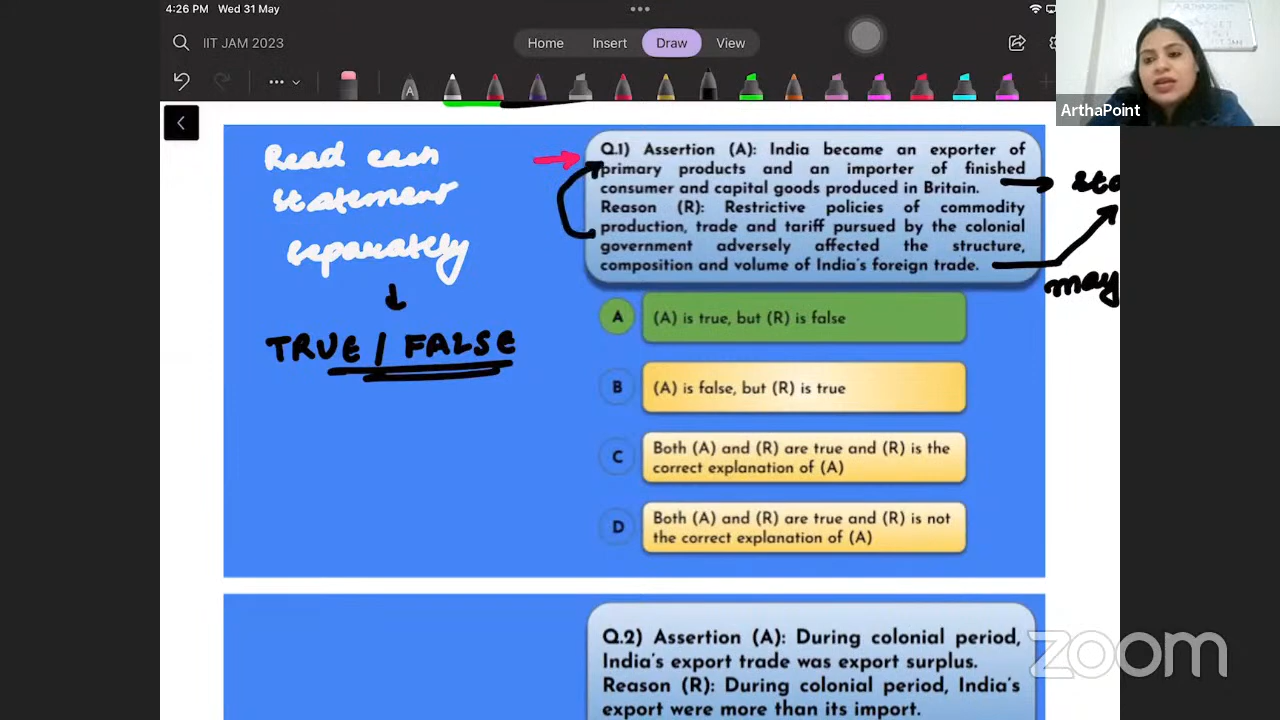 4:26 PM Wed 31 May
IIT JAM 2023
Home Insert Draw View
ArthaPoint
Read each
statement
separately
TRUE / FALSE
Q.1) Assertion (A): India became an exporter of
primary products and an importer of finished
consumer and capital goods produced in Britain.
Reason (R): Restrictive policies of commodity
production, trade and tariff pursued by the colonial
government adversely affected the structure,
composition and volume of India's foreign trade.
may
A (A) is true, but (R) is false
B (A) is false, but (R) is true
C Both (A) and (R) are true and (R) is the
correct explanation of (A)
D Both (A) and (R) are true and (R) is not
the correct explanation of (A)
Q.2) Assertion (A): During colonial period,
India's export trade was export surplus.
Reason (R): During colonial period, India's
export were more than its import.
zoom